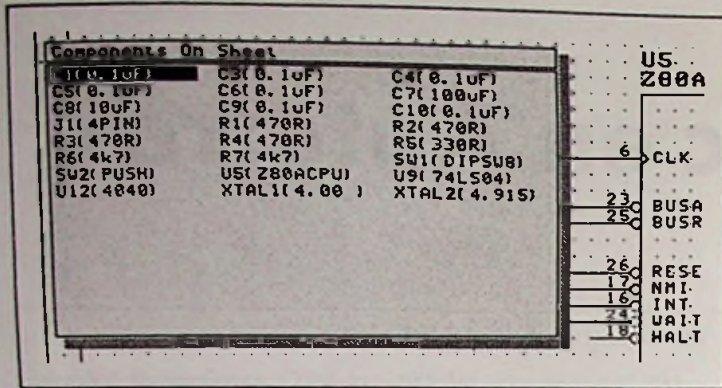 Components On Sheet
C1(0.1uF) C3(0.1uF) C4(0.1uF)
C5(0.1uF) C6(0.1uF) C7(100uF)
C8(10uF) C9(0.1uF) C10(0.1uF)
J1(4PIN) R1(470R) R2(470R)
R3(470R) R4(470R) R5(330R)
R6(4k7) R7(4k7) SW1(DIPSW8)
SW2(PUSH) U5(Z80ACPU) U9(74LS04)
U12(4040) XTAL1(4.00 ) XTAL2(4.915)
U5
Z80A
6 CLK
23 BUSA
25 BUSR
26 RESE
17 NMI
16 INT
24 WAIT
18 HALT